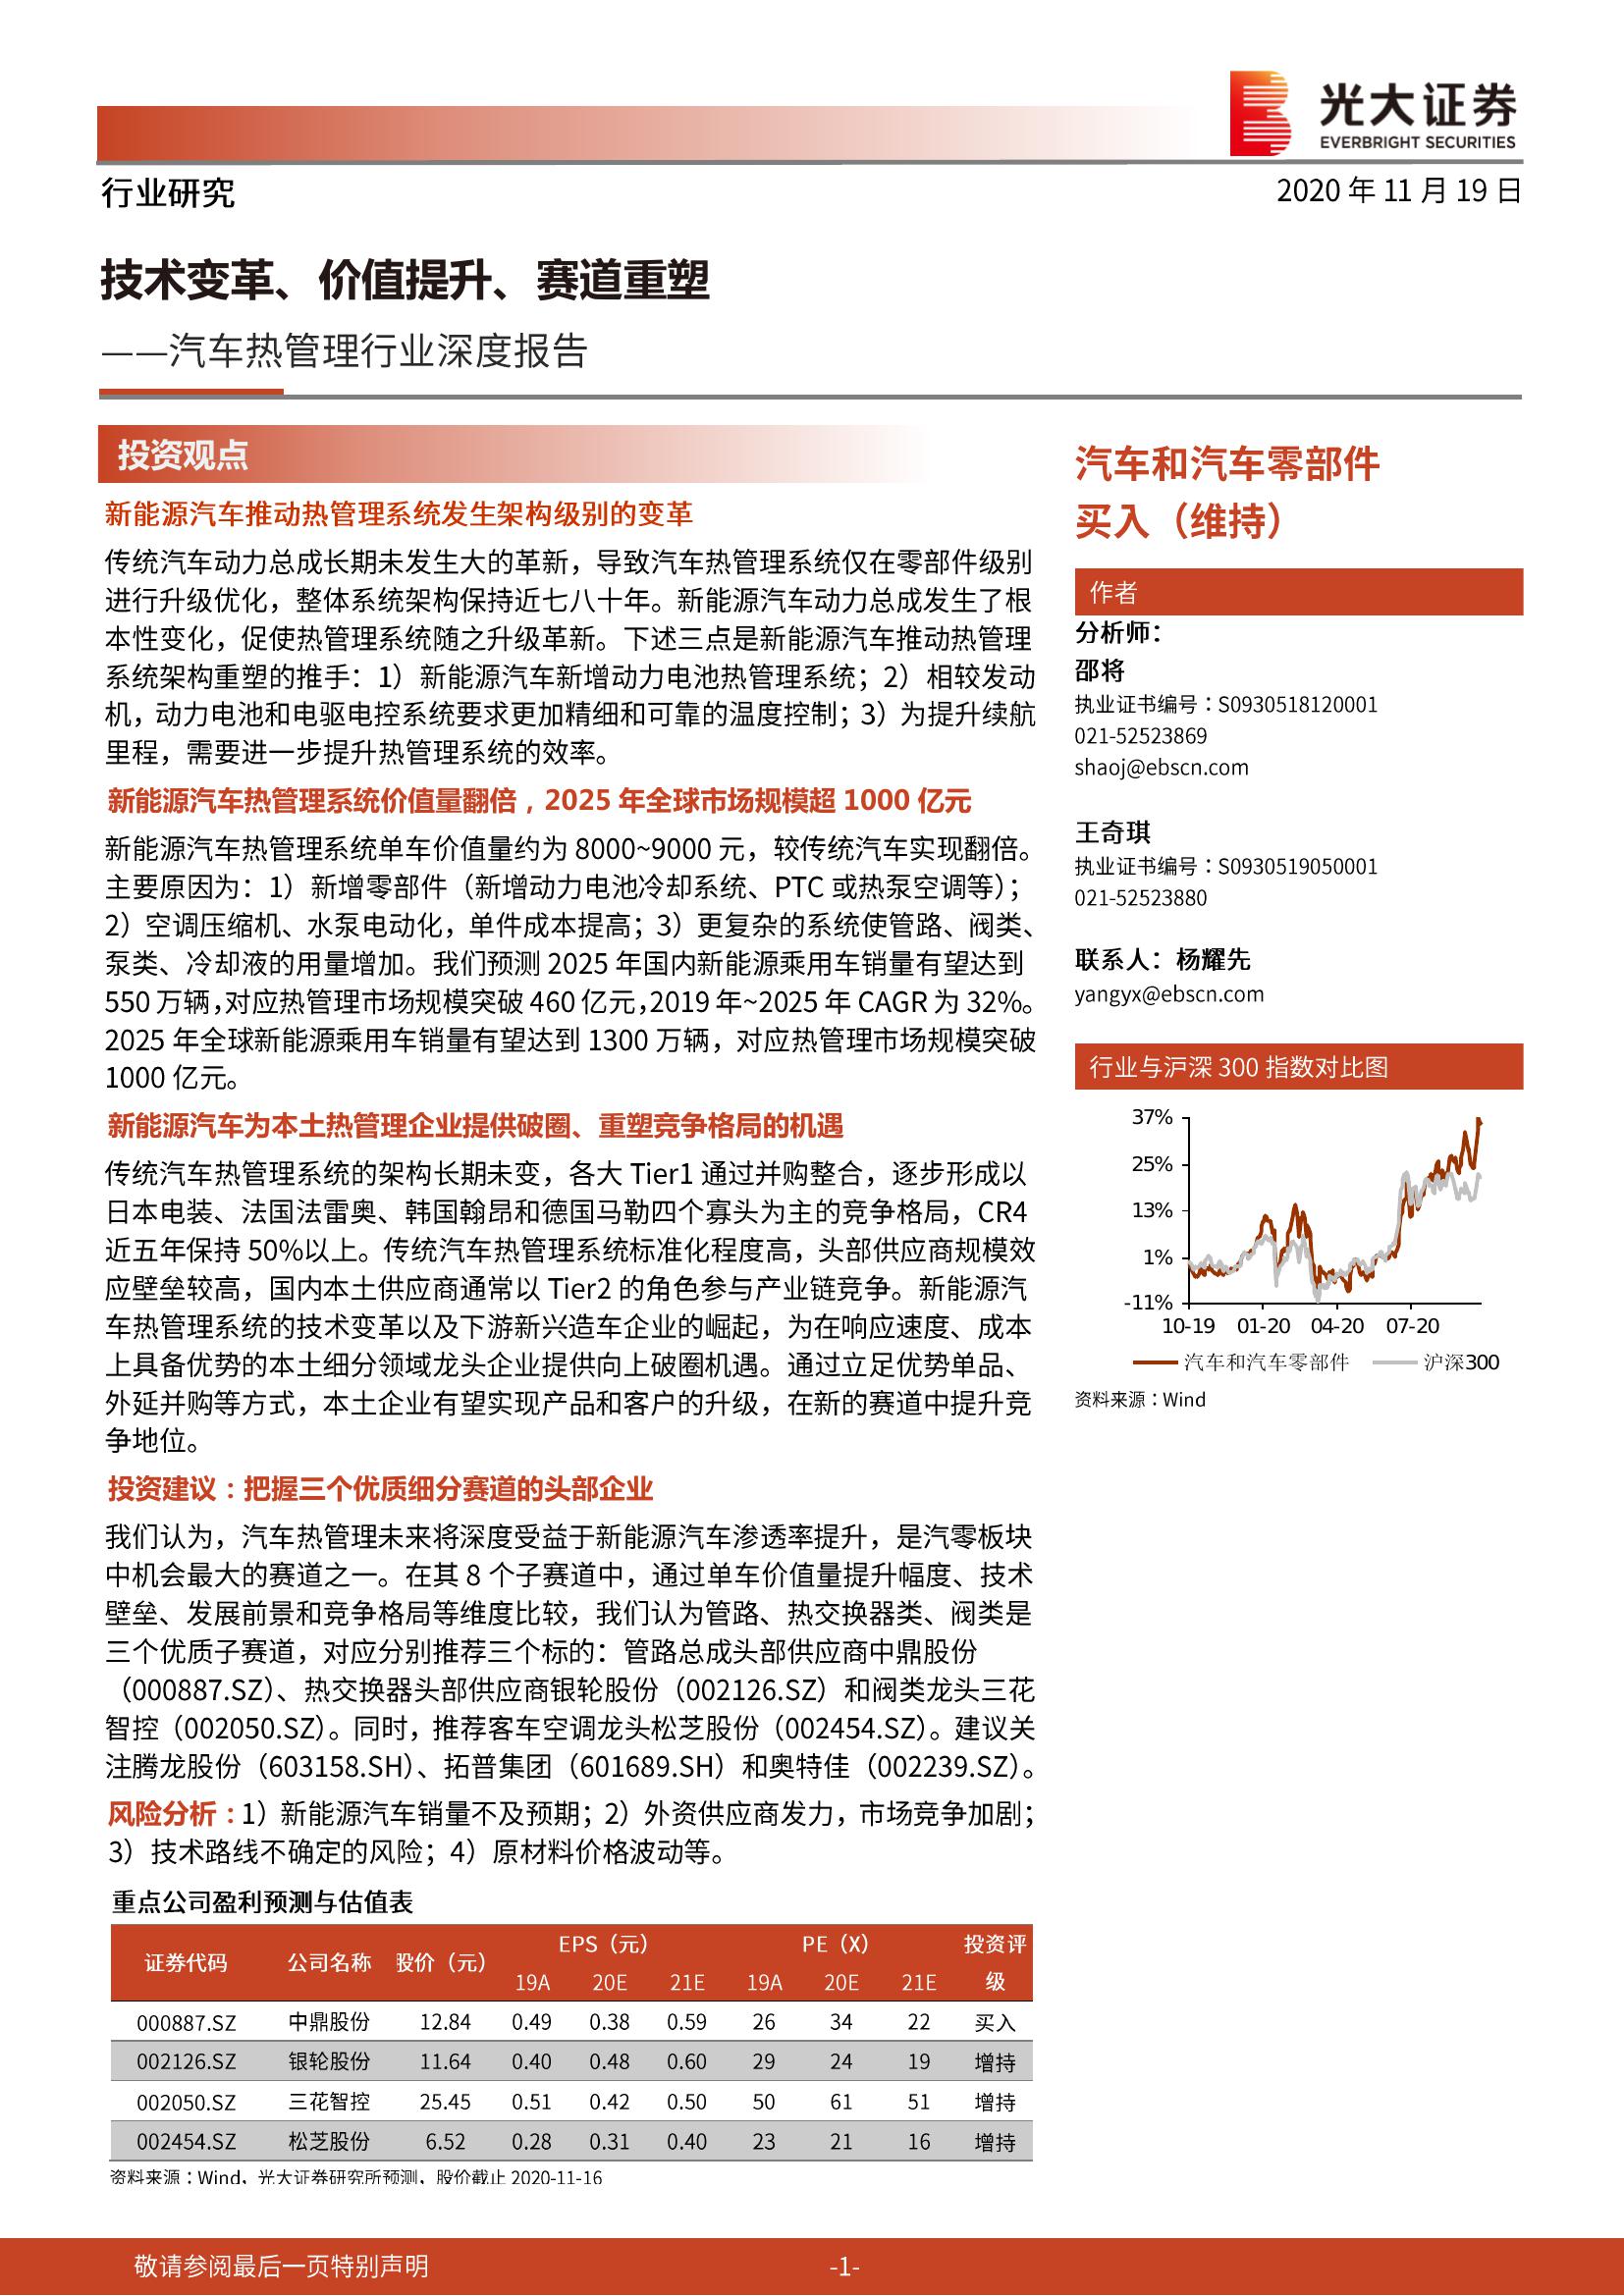 光大证券
EVERBRIGHT SECURITIES
行业研究
2020 年 11 月 19 日
技术变革、价值提升、赛道重塑
——汽车热管理行业深度报告
投资观点
新能源汽车推动热管理系统发生架构级别的变革
传统汽车动力总成长期未发生大的革新，导致汽车热管理系统仅在零部件级别
进行升级优化，整体系统架构保持近七八十年。新能源汽车动力总成发生了根
本性变化，促使热管理系统随之升级革新。下述三点是新能源汽车推动热管理
系统架构重塑的推手：1）新能源汽车新增动力电池热管理系统；2）相较发动
机，动力电池和电驱电控系统要求更加精细和可靠的温度控制；3）为提升续航
里程，需要进一步提升热管理系统的效率。
新能源汽车热管理系统价值量翻倍，2025 年全球市场规模超 1000 亿元
新能源汽车热管理系统单车价值量约为 8000~9000 元，较传统汽车实现翻倍。
主要原因为：1）新增零部件（新增动力电池冷却系统、PTC 或热泵空调等）；
2）空调压缩机、水泵电动化，单件成本提高；3）更复杂的系统使管路、阀类、
泵类、冷却液的用量增加。我们预测 2025 年国内新能源乘用车销量有望达到
550 万辆，对应热管理市场规模突破 460 亿元，2019 年~2025 年 CAGR 为 32%。
2025 年全球新能源乘用车销量有望达到 1300 万辆，对应热管理市场规模突破
1000 亿元。
新能源汽车为本土热管理企业提供破圈、重塑竞争格局的机遇
传统汽车热管理系统的架构长期未变，各大 Tier1 通过并购整合，逐步形成以
日本电装、法国法雷奥、韩国翰昂和德国马勒四个寡头为主的竞争格局，CR4
近五年保持 50%以上。传统汽车热管理系统标准化程度高，头部供应商规模效
应壁垒较高，国内本土供应商通常以 Tier2 的角色参与产业链竞争。新能源汽
车热管理系统的技术变革以及下游新兴造车企业的崛起，为在响应速度、成本
上具备优势的本土细分领域龙头企业提供向上破圈机遇。通过立足优势单品、
外延并购等方式，本土企业有望实现产品和客户的升级，在新的赛道中提升竞
争地位。
投资建议：把握三个优质细分赛道的头部企业
我们认为，汽车热管理未来将深度受益于新能源汽车渗透率提升，是汽零板块
中机会最大的赛道之一。在其 8 个子赛道中，通过单车价值量提升幅度、技术
壁垒、发展前景和竞争格局等维度比较，我们认为管路、热交换器类、阀类是
三个优质子赛道，对应分别推荐三个标的：管路总成头部供应商中鼎股份
（000887.SZ）、热交换器头部供应商银轮股份（002126.SZ）和阀类龙头三花
智控（002050.SZ）。同时，推荐客车空调龙头松芝股份（002454.SZ）。建议关
注腾龙股份（603158.SH）、拓普集团（601689.SH）和奥特佳（002239.SZ）。
风险分析：1）新能源汽车销量不及预期；2）外资供应商发力，市场竞争加剧；
3）技术路线不确定的风险；4）原材料价格波动等。
重点公司盈利预测与估值表
证券代码 公司名称 股价（元） EPS（元） PE（X） 投资评级
19A 20E 21E 19A 20E 21E
000887.SZ 中鼎股份 12.84 0.49 0.38 0.59 26 34 22 买入
002126.SZ 银轮股份 11.64 0.40 0.48 0.60 29 24 19 增持
002050.SZ 三花智控 25.45 0.51 0.42 0.50 50 61 51 增持
002454.SZ 松芝股份 6.52 0.28 0.31 0.40 23 21 16 增持
资料来源：Wind，光大证券研究所预测，股价截止 2020-11-16
汽车和汽车零部件
买入（维持）
作者
分析师：
邵将
执业证书编号：S0930518120001
021-52523869
shaoj@ebscn.com
王奇琪
执业证书编号：S0930519050001
021-52523880
联系人：杨耀先
yangyx@ebscn.com
行业与沪深 300 指数对比图
37%
25%
13%
1%
-11%
10-19 01-20 04-20 07-20
汽车和汽车零部件 沪深300
资料来源：Wind
敬请参阅最后一页特别声明 -1-